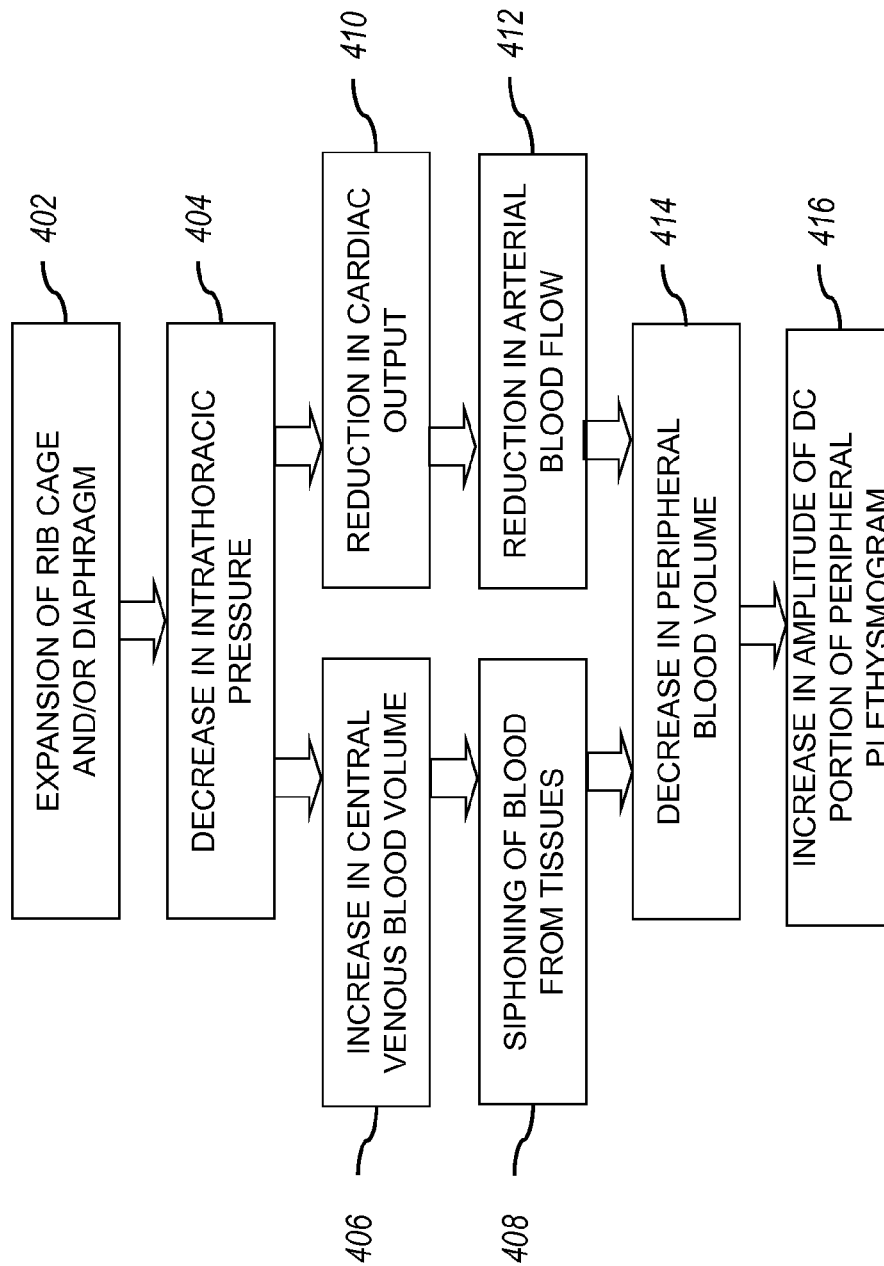 EXPANSION OF RIB CAGE
AND/OR DIAPHRAGM
402
DECREASE IN INTRATHORACIC
PRESSURE
404
INCREASE IN CENTRAL
VENOUS BLOOD VOLUME
406
REDUCTION IN CARDIAC
OUTPUT
410
SIPHONING OF BLOOD
FROM TISSUES
408
REDUCTION IN ARTERIAL
BLOOD FLOW
412
DECREASE IN PERIPHERAL
BLOOD VOLUME
414
INCREASE IN AMPLITUDE OF DC
PORTION OF PERIPHERAL
PLETHYSMOGRAM
416